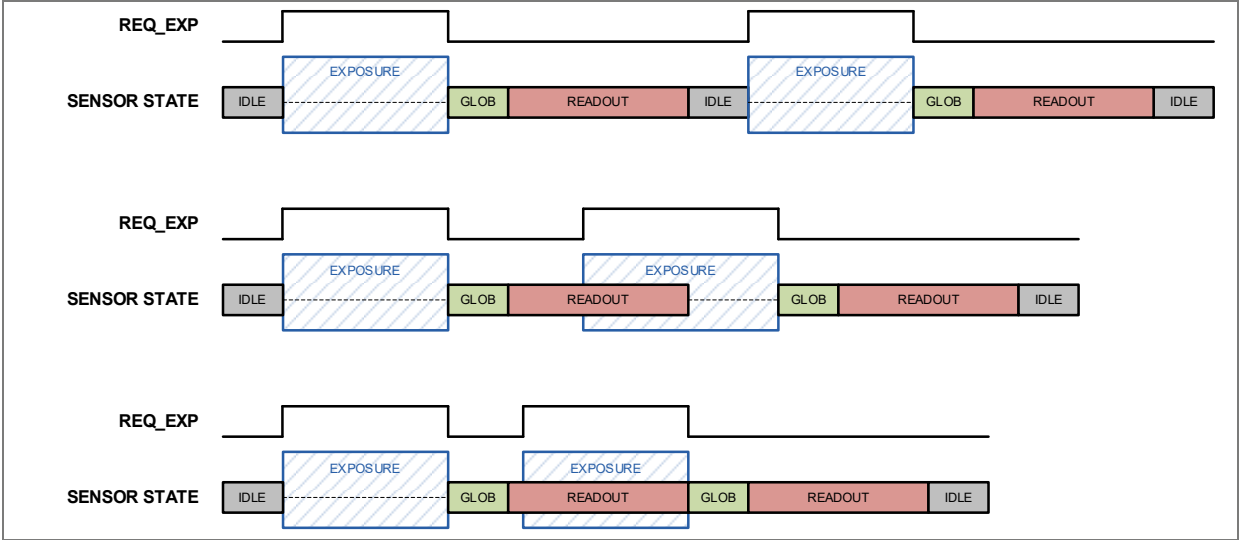 REQ_EXP
EXPOSURE EXPOSURE
SENSOR STATE IDLE GLOB READOUT IDLE GLOB READOUT IDLE
REQ_EXP
EXPOSURE EXPOSURE
SENSOR STATE IDLE GLOB READOUT GLOB READOUT IDLE
REQ_EXP
EXPOSURE EXPOSURE
SENSOR STATE IDLE GLOB READOUT GLOB READOUT IDLE